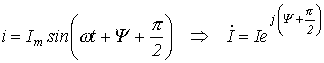 i = I_m sin(ωt + Ψ + π/2) ⇒ İ = Ie^{j(Ψ + π/2)}